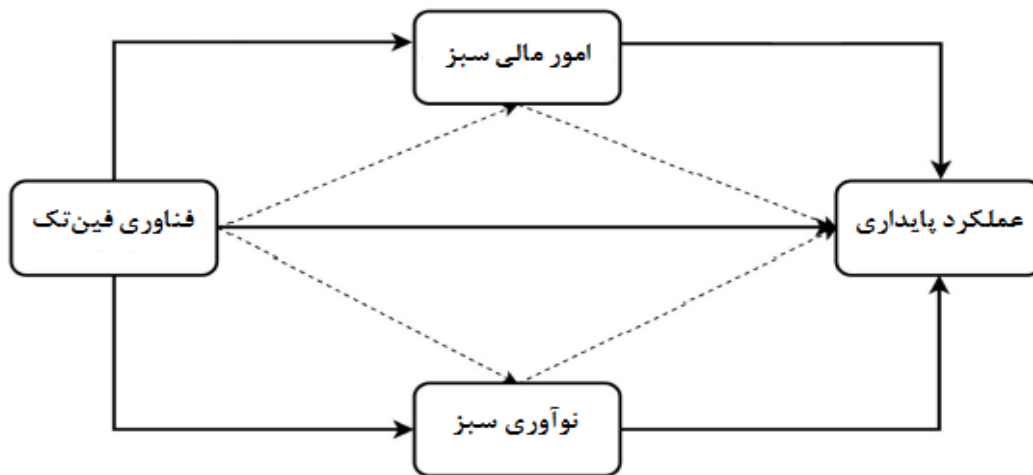 امور مالی سبز
فناوری فین‌تک
عملکرد پایداری
نوآوری سبز